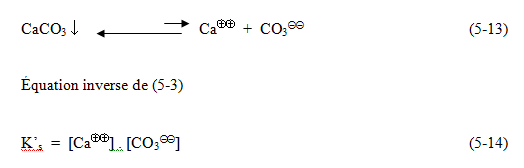 CaCO₃↓ ⇄ Ca⊕⊕ + CO₃⊖⊖ (5-13)
Équation inverse de (5-3)
K'ₛ = [Ca⊕⊕] . [CO₃⊖⊖] (5-14)